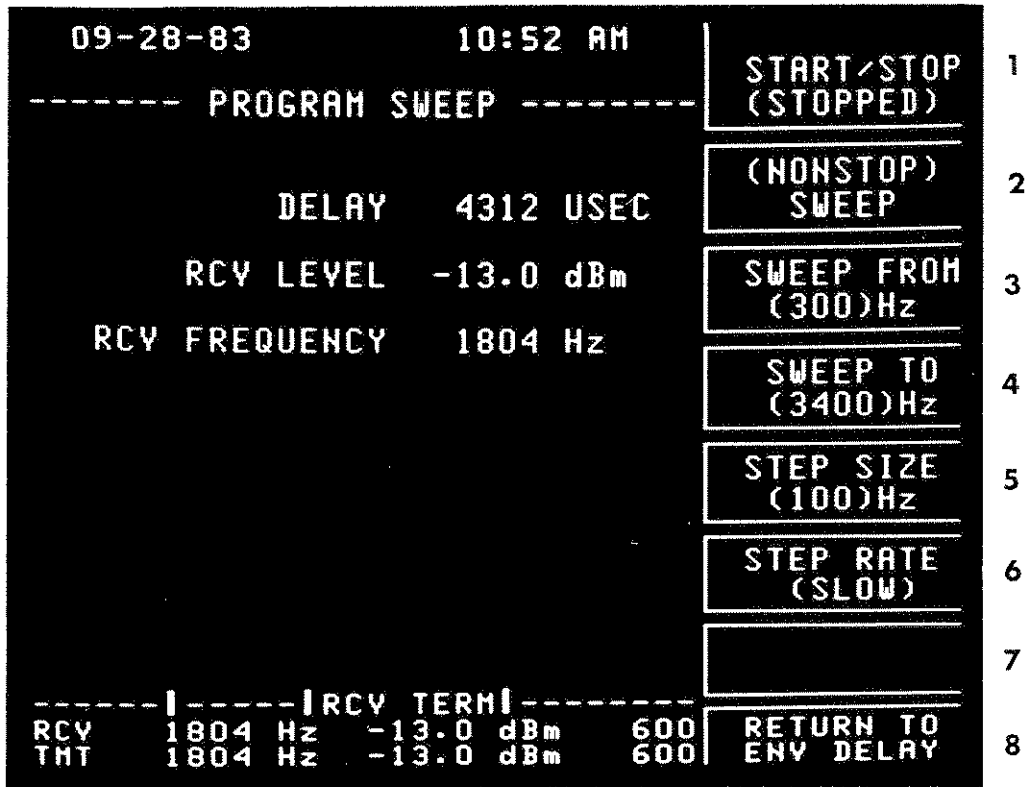 09-28-83 10:52 AM
------- PROGRAM SWEEP --------
DELAY 4312 USEC
RCV LEVEL -13.0 dBm
RCV FREQUENCY 1804 Hz
------|-----|RCV TERM|--------
RCV 1804 Hz -13.0 dBm 600
TMT 1804 Hz -13.0 dBm 600
START/STOP
(STOPPED)
1
(NONSTOP)
SWEEP
2
SWEEP FROM
(300)Hz
3
SWEEP TO
(3400)Hz
4
STEP SIZE
(100)Hz
5
STEP RATE
(SLOW)
6
7
RETURN TO
ENV DELAY
8